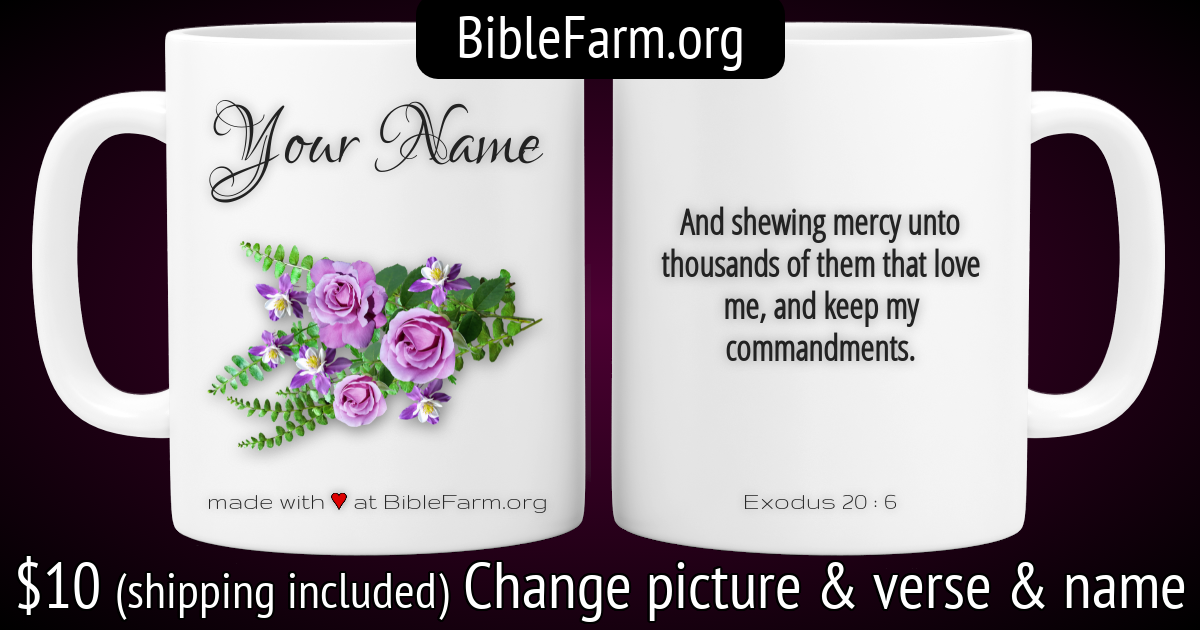 BibleFarm.org
Your Name
made with ♥ at BibleFarm.org
And shewing mercy unto
thousands of them that love
me, and keep my
commandments.
Exodus 20 : 6
$10 (shipping included) Change picture & verse & name